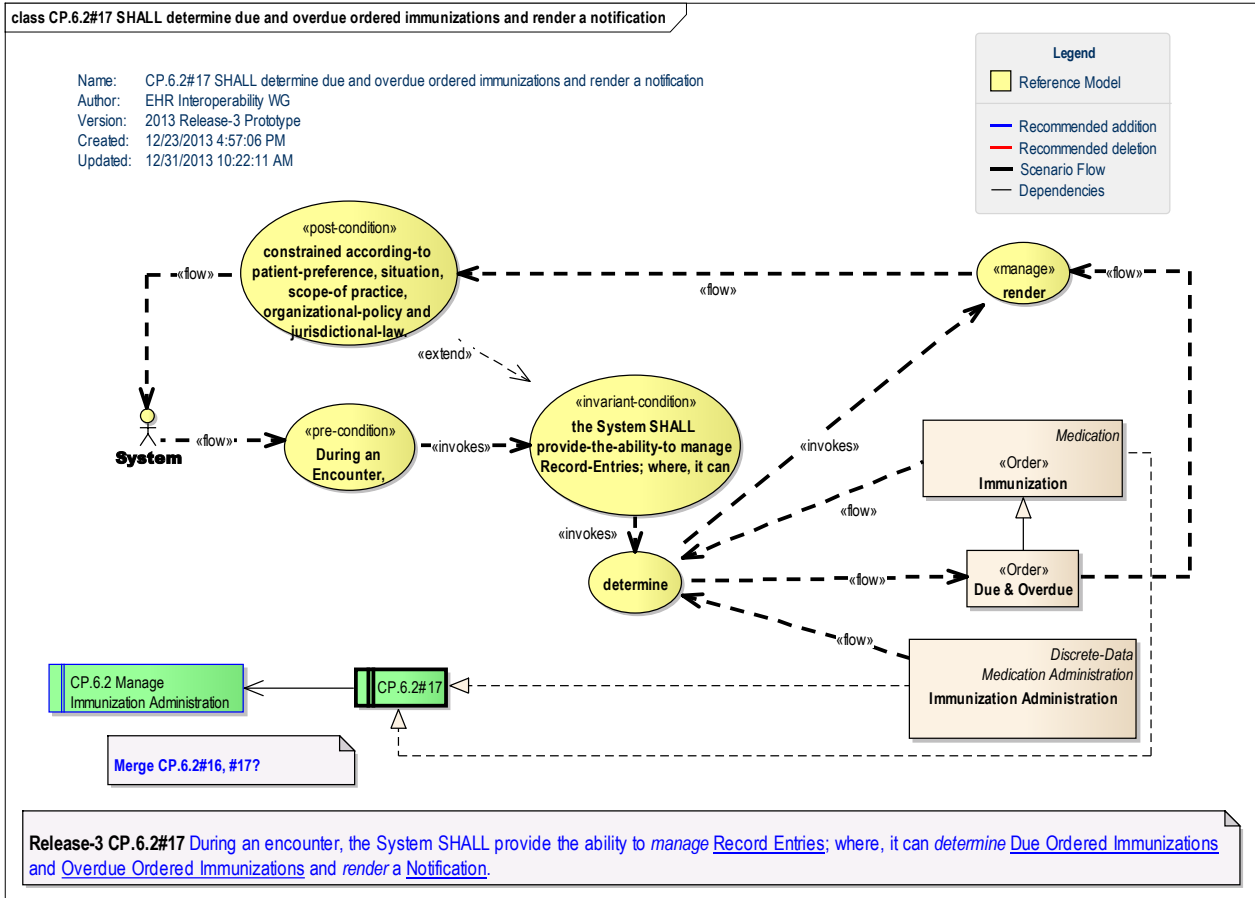 class CP.6.2#17 SHALL determine due and overdue ordered immunizations and render a notification
Name: CP.6.2#17 SHALL determine due and overdue ordered immunizations and render a notification
Author: EHR Interoperability WG
Version: 2013 Release-3 Prototype
Created: 12/23/2013 4:57:06 PM
Updated: 12/31/2013 10:22:11 AM
Legend
Reference Model
Recommended addition
Recommended deletion
Scenario Flow
Dependencies
«post-condition»
constrained according-to
patient-preference, situation,
scope-of practice,
organizational-policy and
jurisdictional-law.
«flow»
«flow»
«manage»
render
«flow»
«extend»
System
«flow»
«pre-condition»
During an
Encounter,
«invokes»
«invariant-condition»
the System SHALL
provide-the-ability-to manage
Record-Entries; where, it can
«invokes»
«invokes»
determine
«flow»
Medication
«Order»
Immunization
«flow»
«Order»
Due & Overdue
«flow»
Discrete-Data
Medication Administration
Immunization Administration
CP.6.2 Manage
Immunization Administration
CP.6.2#17
Merge CP.6.2#16, #17?
Release-3 CP.6.2#17 During an encounter, the System SHALL provide the ability to manage Record Entries; where, it can determine Due Ordered Immunizations
and Overdue Ordered Immunizations and render a Notification.